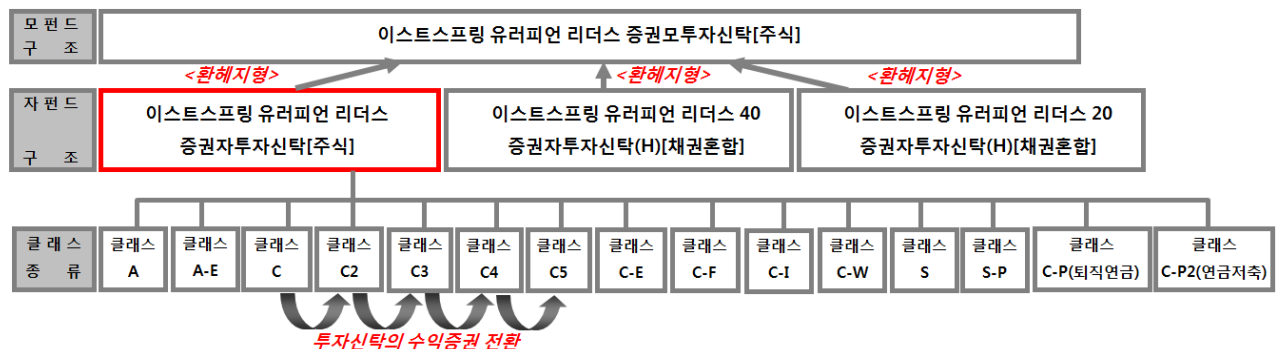 모 펀 드
구 조
이스트스프링 유러피언 리더스 증권모투자신탁[주식]
<환헤지형>
<환헤지형>
<환헤지형>
자 펀 드
구 조
이스트스프링 유러피언 리더스
증권자투자신탁[주식]
이스트스프링 유러피언 리더스 40
증권자투자신탁(H)[채권혼합]
이스트스프링 유러피언 리더스 20
증권자투자신탁(H)[채권혼합]
클 래 스
종 류
클래스
A
클래스
A-E
클래스
C
클래스
C2
클래스
C3
클래스
C4
클래스
C5
클래스
C-E
클래스
C-F
클래스
C-I
클래스
C-W
클래스
S
클래스
S-P
클래스
C-P(퇴직연금)
클래스
C-P2(연금저축)
투자신탁의 수익증권 전환